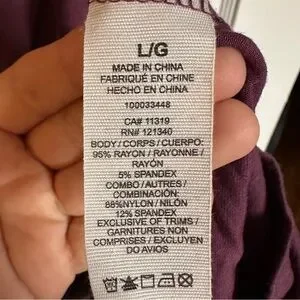 L/G
MADE IN CHINA
FABRIQUÉ EN CHINE
HECHO EN CHINA
100033448
CA# 11319
RN# 121340
BODY / CORPS / CUERPO:
95% RAYON / RAYONNE /
RAYÓN
5% SPANDEX
COMBO / AUTRES /
COMBINACIÓN:
88%NYLON / NILÓN
12% SPANDEX
EXCLUSIVE OF TRIMS /
GARNITURES NON
COMPRISES / EXCLUYEN
DO AVIOS